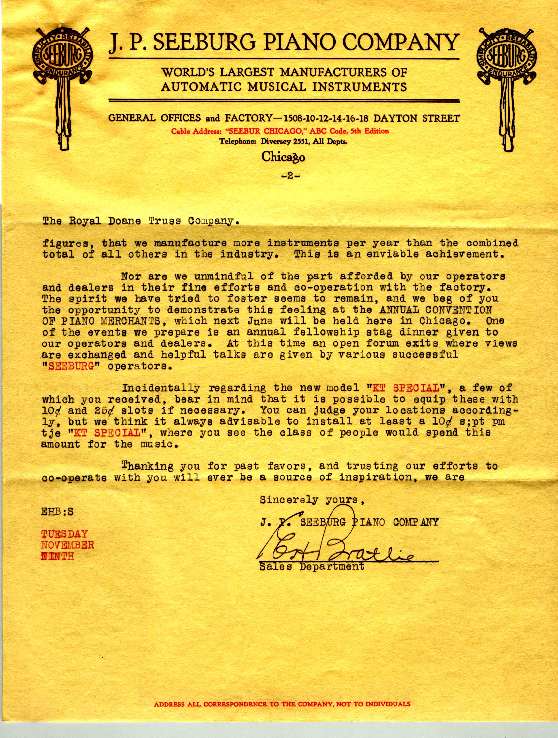 J. P. SEEBURG PIANO COMPANY
WORLD'S LARGEST MANUFACTURERS OF
AUTOMATIC MUSICAL INSTRUMENTS
GENERAL OFFICES and FACTORY—1508-10-12-14-16-18 DAYTON STREET
Cable Address: "SEEBUR CHICAGO," ABC Code, 5th Edition
Telephone: Diversey 2551, All Depts.
Chicago
-2-
SEEBURG
SEEBURG
The Royal Doane Truss Company.
figures, that we manufacture more instruments per year than the combined
total of all others in the industry. This is an enviable achievement.
Nor are we unmindful of the part afforded by our operators
and dealers in their fine efforts and co-operation with the factory.
The spirit we have tried to foster seems to remain, and we beg of you
the opportunity to demonstrate this feeling at the ANNUAL CONVENTION
OF PIANO MERCHANTS, which next June will be held here in Chicago. One
of the events we prepare is an annual fellowship stag dinner given to
our operators and dealers. At this time an open forum exits where views
are exchanged and helpful talks are given by various successful
"SEEBURG" operators.
Incidentally regarding the new model "KT SPECIAL", a few of
which you received, bear in mind that it is possible to equip these with
10¢ and 25¢ slots if necessary. You can judge your locations according-
ly, but we think it always advisable to install at least a 10¢ s;pt pm
tje "KT SPECIAL", where you see the class of people would spend this
amount for the music.
Thanking you for past favors, and trusting our efforts to
co-operate with you will ever be a source of inspiration, we are
Sincerely yours,
EHB:S
J. P. SEEBURG PIANO COMPANY
TUESDAY
NOVEMBER
NINTH
Sales Department
ADDRESS ALL CORRESPONDENCE TO THE COMPANY, NOT TO INDIVIDUALS